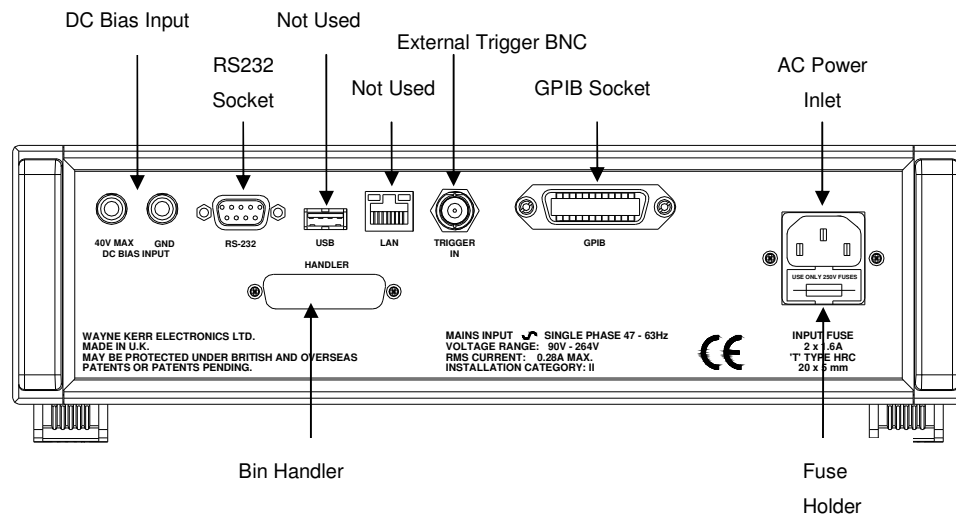 DC Bias Input
Not Used
External Trigger BNC
RS232
Socket
Not Used
GPIB Socket
AC Power
Inlet
40V MAX GND
DC BIAS INPUT
RS-232
USB
LAN
TRIGGER
IN
GPIB
USE ONLY 250V FUSES
HANDLER
WAYNE KERR ELECTRONICS LTD.
MADE IN U.K.
MAY BE PROTECTED UNDER BRITISH AND OVERSEAS
PATENTS OR PATENTS PENDING.
MAINS INPUT SINGLE PHASE 47 - 63Hz
VOLTAGE RANGE: 90V - 264V
RMS CURRENT: 0.28A MAX.
INSTALLATION CATEGORY: II
CE
INPUT FUSE
2 x 1.6A
'T' TYPE HRC
20 x 5 mm
Bin Handler
Fuse
Holder